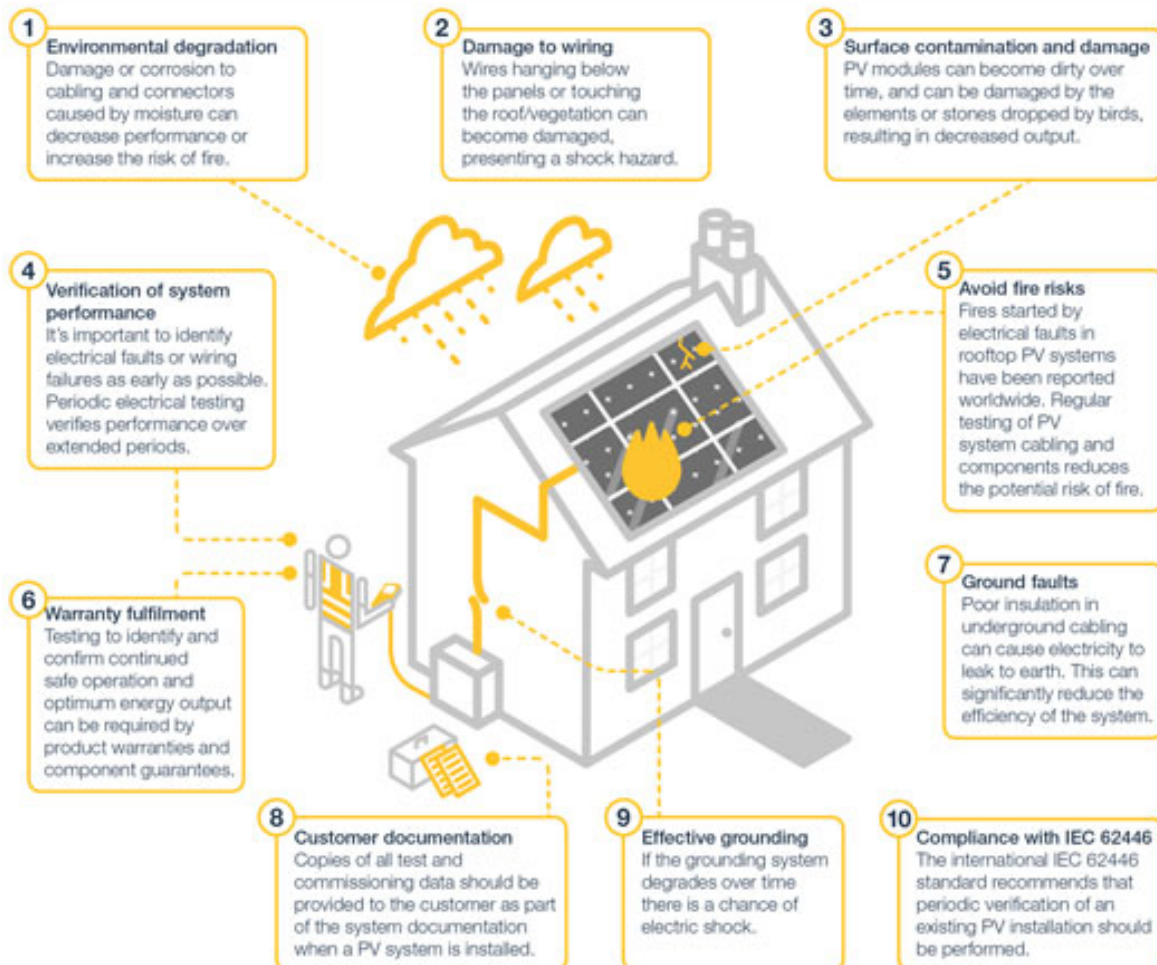 1
Environmental degradation
Damage or corrosion to
cabling and connectors
caused by moisture can
decrease performance or
increase the risk of fire.
2
Damage to wiring
Wires hanging below
the panels or touching
the roof/vegetation can
become damaged,
presenting a shock hazard.
3
Surface contamination and damage
PV modules can become dirty over
time, and can be damaged by the
elements or stones dropped by birds,
resulting in decreased output.
4
Verification of system
performance
It's important to identify
electrical faults or wiring
failures as early as possible.
Periodic electrical testing
verifies performance over
extended periods.
5
Avoid fire risks
Fires started by
electrical faults in
rooftop PV systems
have been reported
worldwide. Regular
testing of PV
system cabling and
components reduces
the potential risk of fire.
6
Warranty fulfilment
Testing to identify and
confirm continued
safe operation and
optimum energy output
can be required by
product warranties and
component guarantees.
7
Ground faults
Poor insulation in
underground cabling
can cause electricity to
leak to earth. This can
significantly reduce the
efficiency of the system.
8
Customer documentation
Copies of all test and
commissioning data should be
provided to the customer as part
of the system documentation
when a PV system is installed.
9
Effective grounding
If the grounding system
degrades over time
there is a chance of
electric shock.
10
Compliance with IEC 62446
The international IEC 62446
standard recommends that
periodic verification of an
existing PV installation should
be performed.